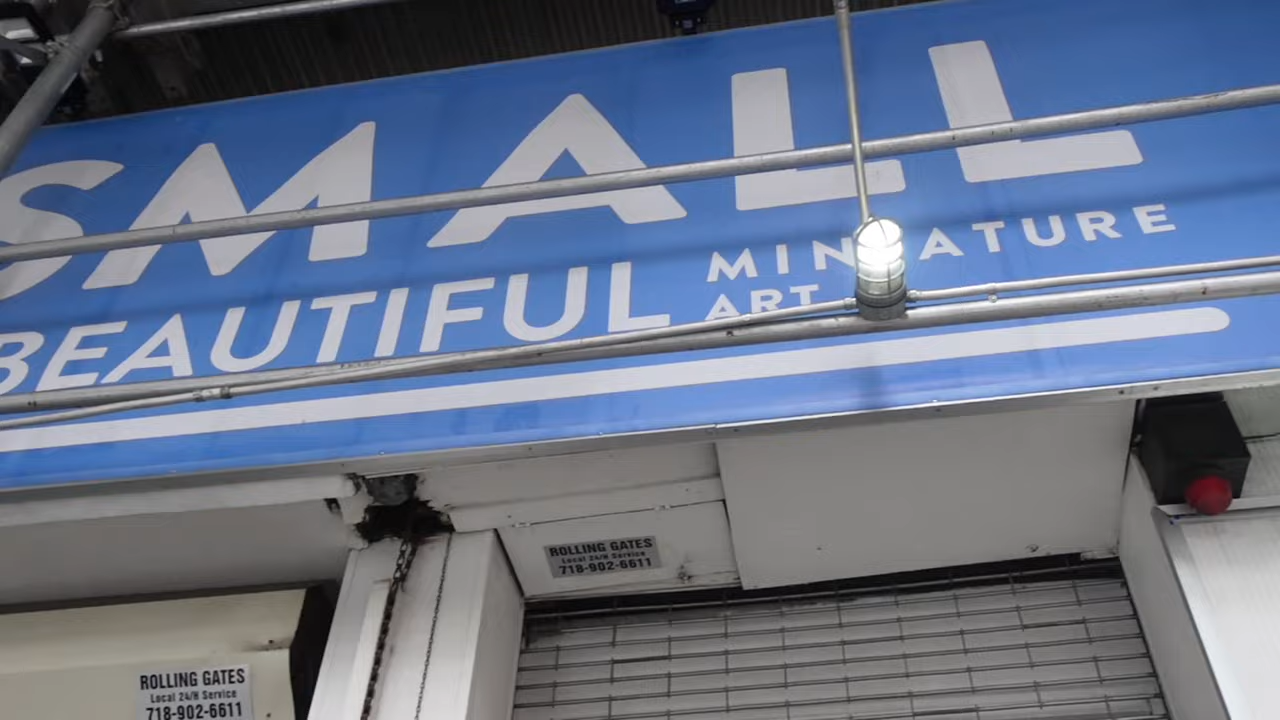 SMALL
BEAUTIFUL
MINIATURE
ART
ROLLING GATES
Local 24/H Service
718-902-6611
ROLLING GATES
Local 24/H Service
718-902-6611